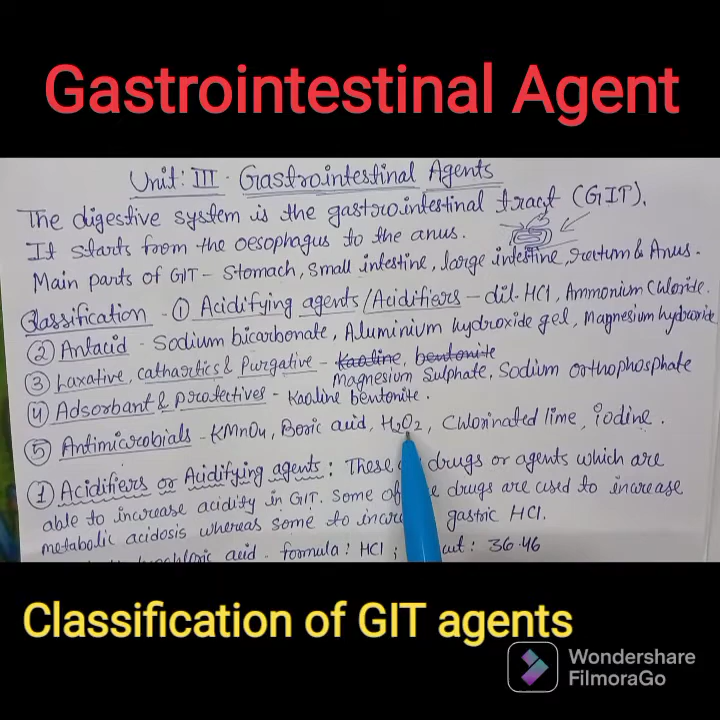 Gastrointestinal Agent
Unit: III - Gastrointestinal Agents
The digestive system is the gastrointestinal tract (GIT).
It starts from the oesophagus to the anus.
Main parts of GIT - Stomach, Small intestine, large intestine, rectum & Anus.
Classification - ① Acidifying agents/Acidifiers - dil. HCl, Ammonium Chloride.
② Antacid - Sodium bicarbonate, Aluminium hydroxide gel, Magnesium hydroxide
③ Laxative, cathartics & Purgative - Kaoline, bentonite
Magnesium Sulphate, Sodium orthophosphate
④ Adsorbant & protectives - Kaoline bentonite.
⑤ Antimicrobials - KMnO4, Boric acid, H2O2, Chlorinated lime, iodine.
① Acidifiers or Acidifying agents: These drugs or agents which are
able to increase acidity in GIT. Some of drugs are used to increase
metabolic acidosis whereas some to gastric HCl.
acid - formula: HCl; 36.46
Classification of GIT agents
Wondershare
FilmoraGo